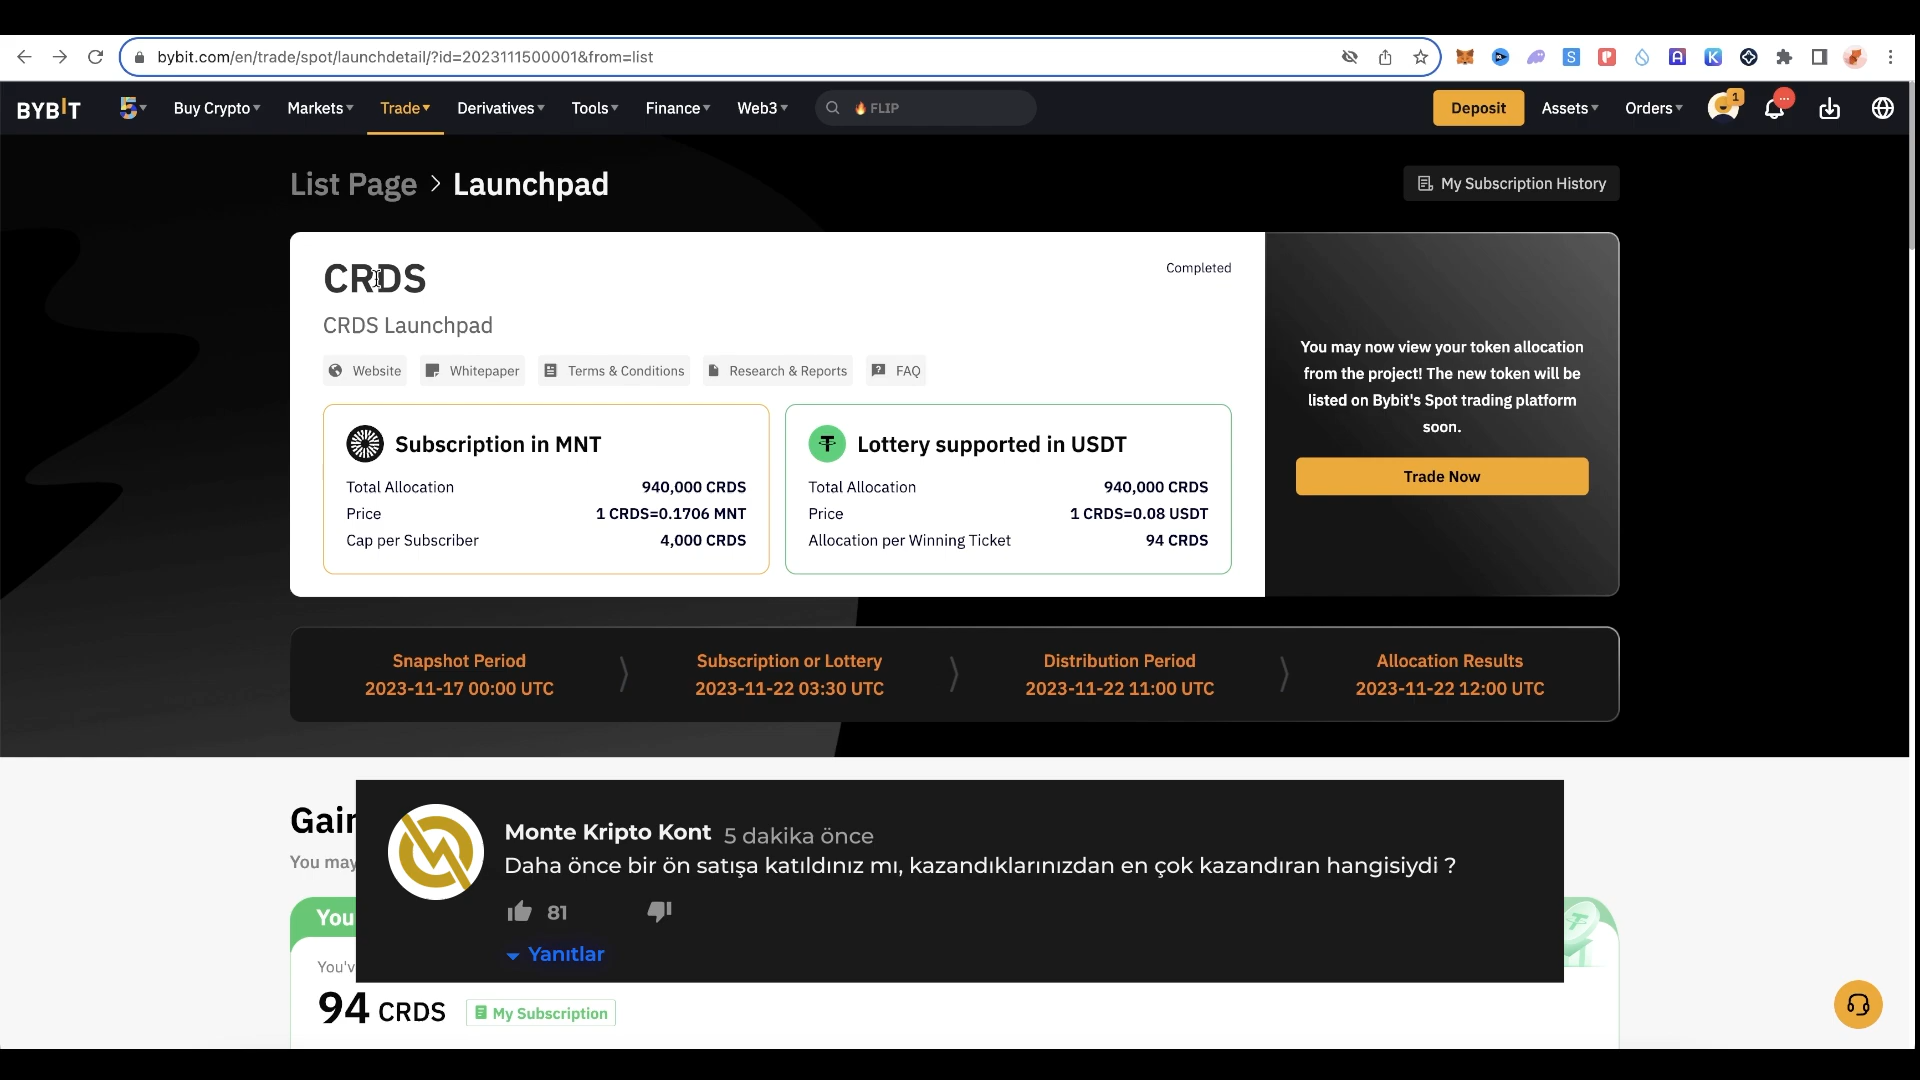 bybit.com/en/trade/spot/launchdetail/?id=2023111500001&from=list
BYBIT
Buy Crypto
Markets
Trade
Derivatives
Tools
Finance
Web3
FLIP
Deposit
Assets
Orders
1
List Page > Launchpad
My Subscription History
CRDS
Completed
CRDS Launchpad
Website
Whitepaper
Terms & Conditions
Research & Reports
FAQ
Subscription in MNT
Total Allocation 940,000 CRDS
Price 1 CRDS=0.1706 MNT
Cap per Subscriber 4,000 CRDS
Lottery supported in USDT
Total Allocation 940,000 CRDS
Price 1 CRDS=0.08 USDT
Allocation per Winning Ticket 94 CRDS
You may now view your token allocation
from the project! The new token will be
listed on Bybit's Spot trading platform
soon.
Trade Now
Snapshot Period
2023-11-17 00:00 UTC
Subscription or Lottery
2023-11-22 03:30 UTC
Distribution Period
2023-11-22 11:00 UTC
Allocation Results
2023-11-22 12:00 UTC
You may
You
You'v
94 CRDS
My Subscription
Monte Kripto Kont 5 dakika önce
Daha önce bir ön satışa katıldınız mı, kazandıklarınızdan en çok kazandıran hangisiydi ?
81
Yanıtlar